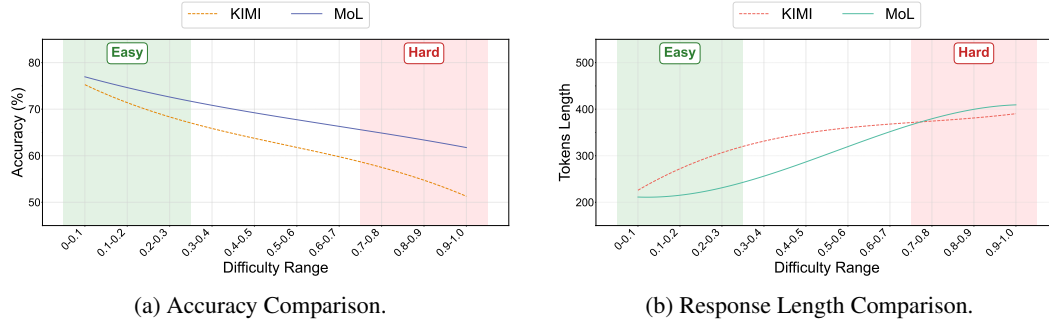 KIMI MoL
Easy
Hard
Accuracy (%)
80
70
60
50
0-0.1 0.1-0.2 0.2-0.3 0.3-0.4 0.4-0.5 0.5-0.6 0.6-0.7 0.7-0.8 0.8-0.9 0.9-1.0
Difficulty Range
(a) Accuracy Comparison.
KIMI MoL
Easy
Hard
Tokens Length
500
400
300
200
0-0.1 0.1-0.2 0.2-0.3 0.3-0.4 0.4-0.5 0.5-0.6 0.6-0.7 0.7-0.8 0.8-0.9 0.9-1.0
Difficulty Range
(b) Response Length Comparison.